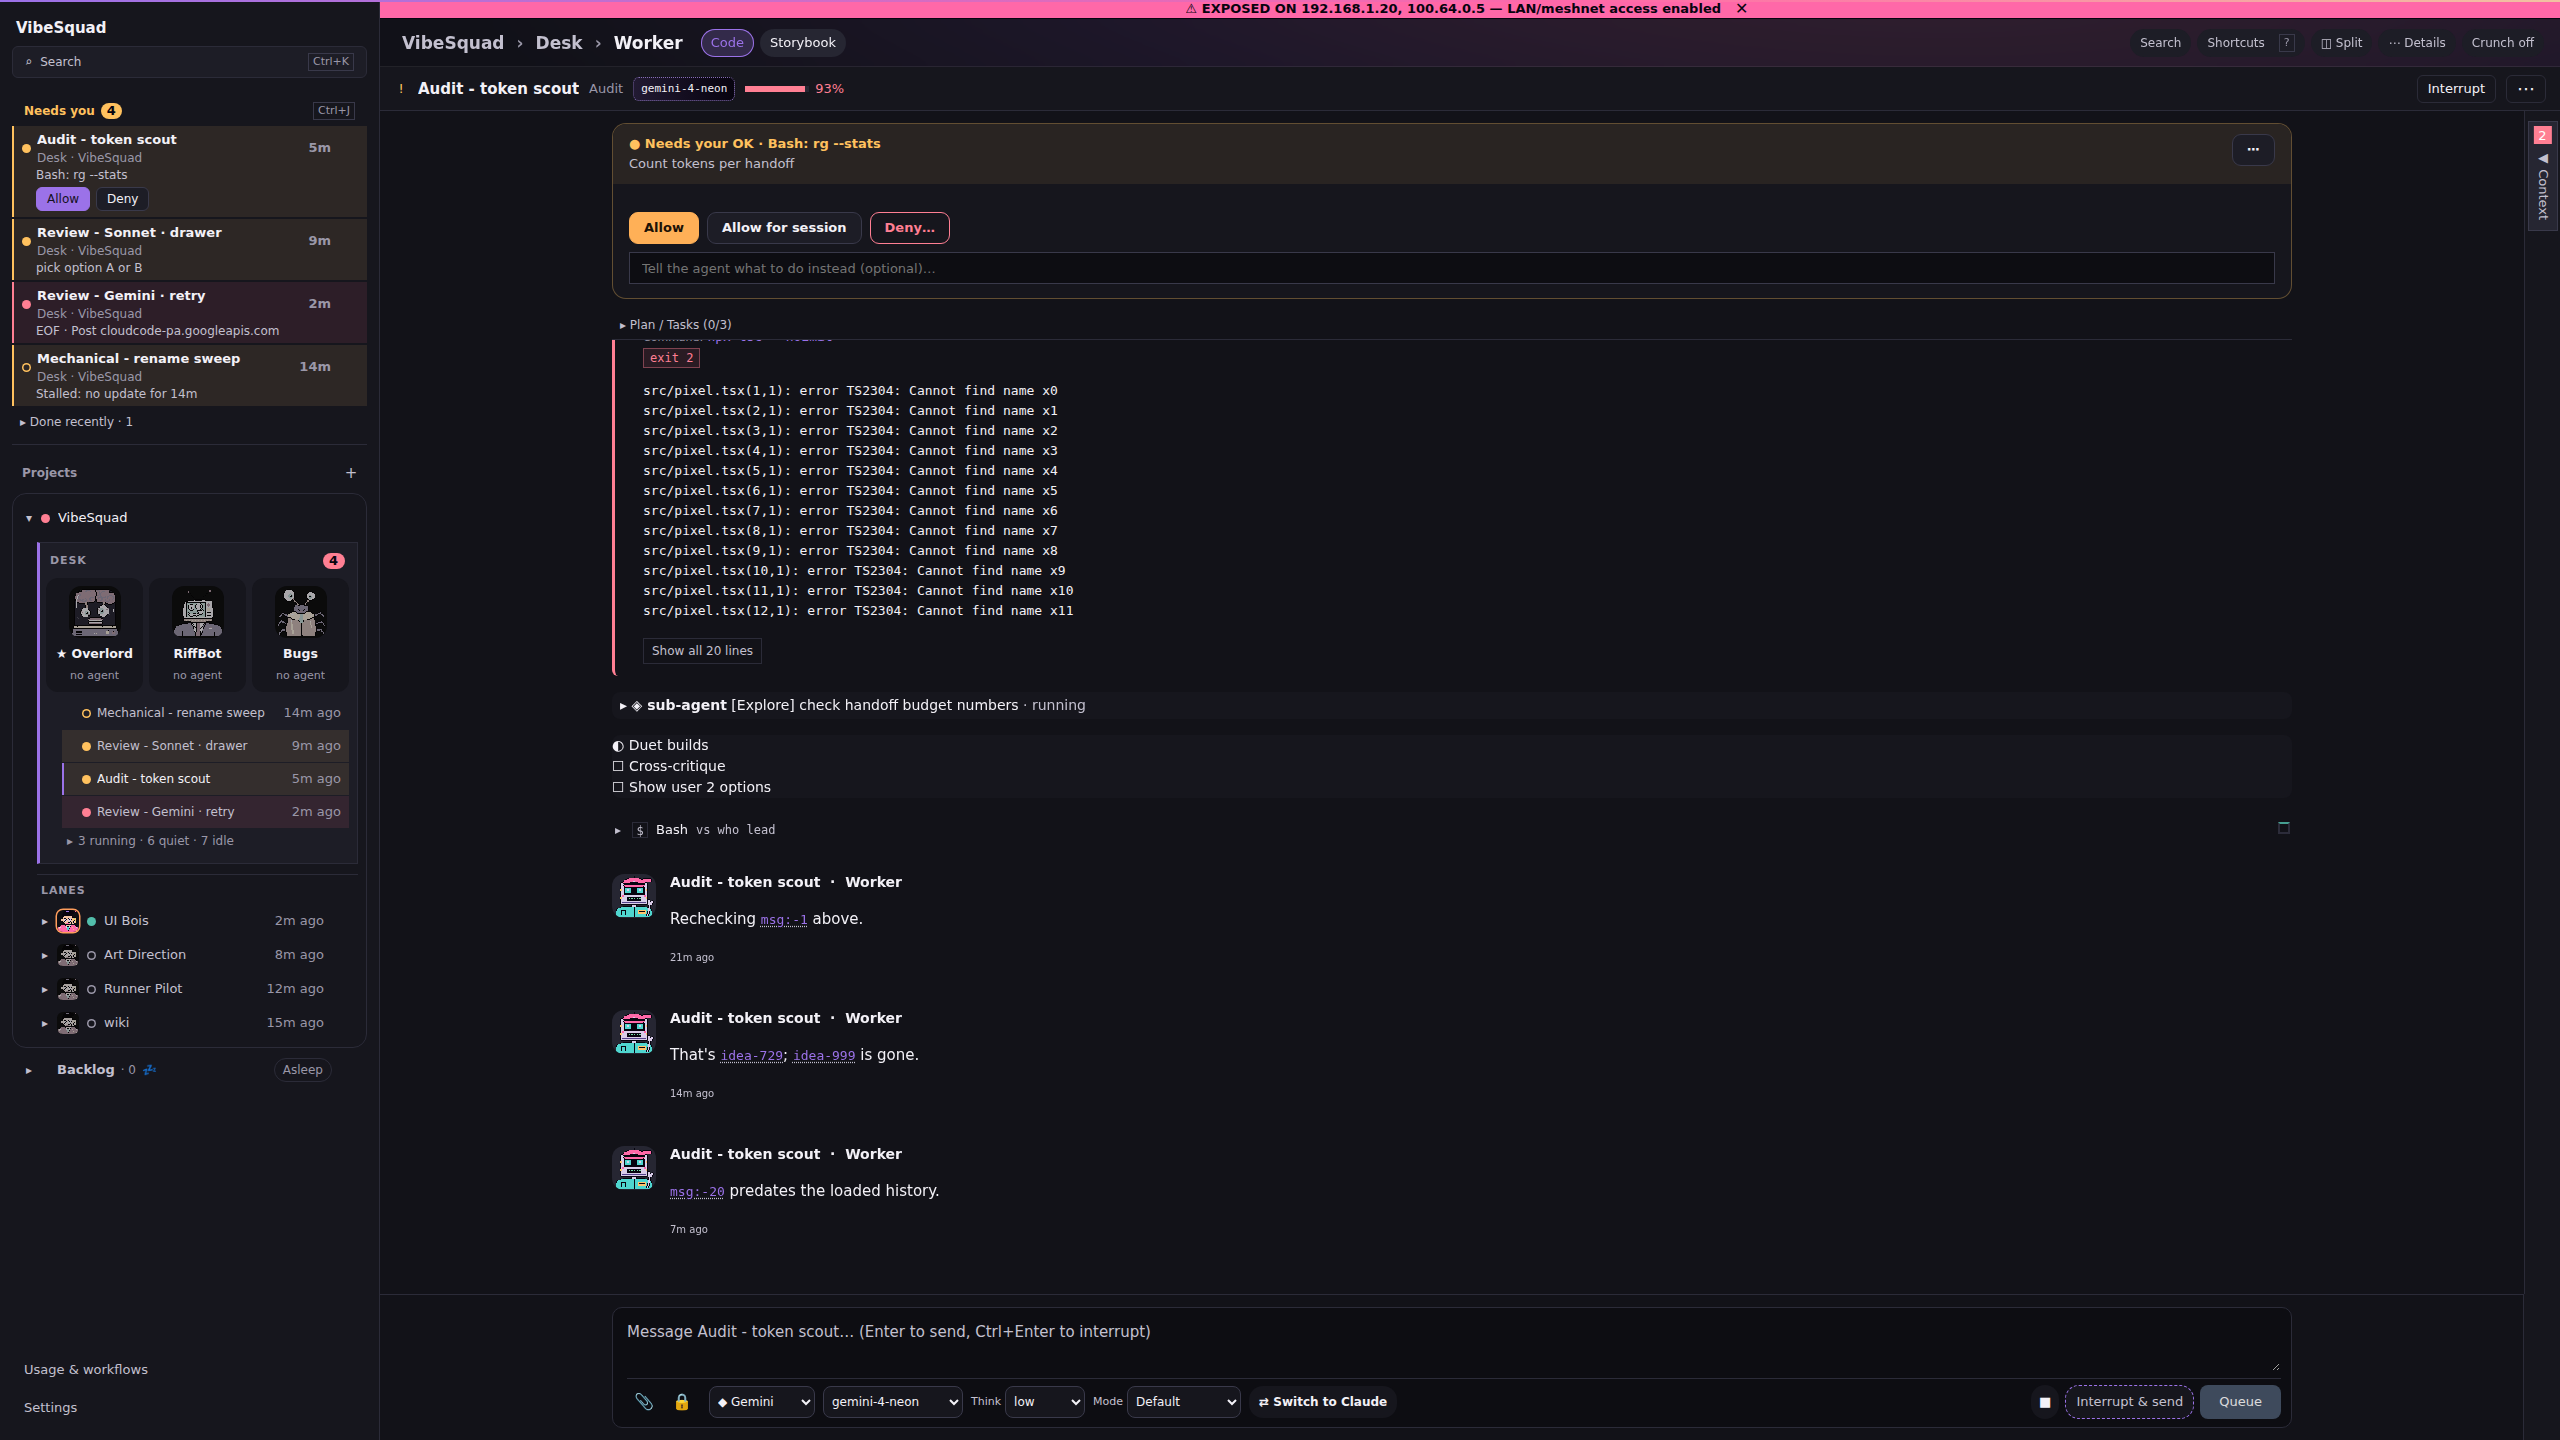 VibeSquad
Search Ctrl+K
Needs you 4 Ctrl+J
Audit - token scout 5m
Desk · VibeSquad
Bash: rg --stats
Allow Deny
Review - Sonnet · drawer 9m
Desk · VibeSquad
pick option A or B
Review - Gemini · retry 2m
Desk · VibeSquad
EOF · Post cloudcode-pa.googleapis.com
Mechanical - rename sweep 14m
Desk · VibeSquad
Stalled: no update for 14m
▸ Done recently · 1
Projects +
▾ VibeSquad
DESK 4
★ Overlord RiffBot Bugs
no agent no agent no agent
Mechanical - rename sweep 14m ago
Review - Sonnet · drawer 9m ago
Audit - token scout 5m ago
Review - Gemini · retry 2m ago
▸ 3 running · 6 quiet · 7 idle
LANES
▸ UI Bois 2m ago
▸ Art Direction 8m ago
▸ Runner Pilot 12m ago
▸ wiki 15m ago
▸ Backlog · 0 💤 Asleep
Usage & workflows
Settings
⚠ EXPOSED ON 192.168.1.20, 100.64.0.5 — LAN/meshnet access enabled ✕
VibeSquad › Desk › Worker Code Storybook Search Shortcuts ? ◫ Split ⋯ Details Crunch off
! Audit - token scout Audit gemini-4-neon 93% Interrupt ⋯
● Needs your OK · Bash: rg --stats ⋯
Count tokens per handoff
Allow Allow for session Deny…
Tell the agent what to do instead (optional)…
▸ Plan / Tasks (0/3)
exit 2
src/pixel.tsx(1,1): error TS2304: Cannot find name x0
src/pixel.tsx(2,1): error TS2304: Cannot find name x1
src/pixel.tsx(3,1): error TS2304: Cannot find name x2
src/pixel.tsx(4,1): error TS2304: Cannot find name x3
src/pixel.tsx(5,1): error TS2304: Cannot find name x4
src/pixel.tsx(6,1): error TS2304: Cannot find name x5
src/pixel.tsx(7,1): error TS2304: Cannot find name x6
src/pixel.tsx(8,1): error TS2304: Cannot find name x7
src/pixel.tsx(9,1): error TS2304: Cannot find name x8
src/pixel.tsx(10,1): error TS2304: Cannot find name x9
src/pixel.tsx(11,1): error TS2304: Cannot find name x10
src/pixel.tsx(12,1): error TS2304: Cannot find name x11
Show all 20 lines
▸ ◈ sub-agent [Explore] check handoff budget numbers · running
◐ Duet builds
☐ Cross-critique
☐ Show user 2 options
▸ $ Bash vs who lead
Audit - token scout · Worker
Rechecking msg:-1 above.
21m ago
Audit - token scout · Worker
That's idea-729; idea-999 is gone.
14m ago
Audit - token scout · Worker
msg:-20 predates the loaded history.
7m ago
Message Audit - token scout… (Enter to send, Ctrl+Enter to interrupt)
◆ Gemini gemini-4-neon Think low Mode Default ⇄ Switch to Claude ■ Interrupt & send Queue
2 ◀ Context